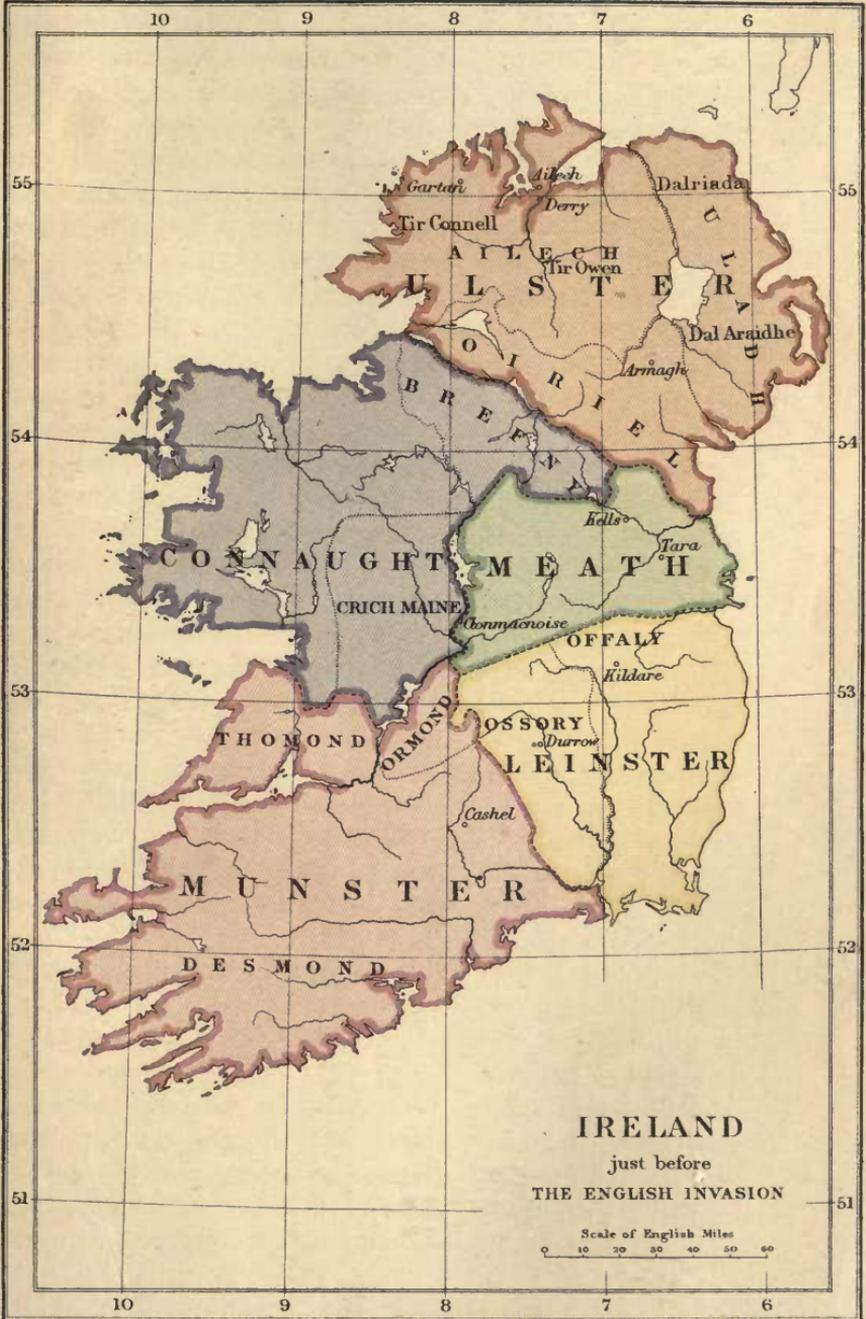 10 9 8 7 6
55 55
Gartan
Ailech
Derry
Dalriada
Tir Connell
AILECH
Tir Owen
ULADH
ULSTER
Dal Araidhe
OIRIEL
Armagh
BREFNY
54 54
Kells
Tara
CONNAUGHT
MEATH
CRICH MAINE
Clonmacnoise
OFFALY
Kildare
53 53
THOMOND
ORMOND
OSSORY
Durrow
LEINSTER
Cashel
MUNSTER
52 52
DESMOND
IRELAND
just before
THE ENGLISH INVASION
51 51
Scale of English Miles
0 10 20 30 40 50 60
10 9 8 7 6